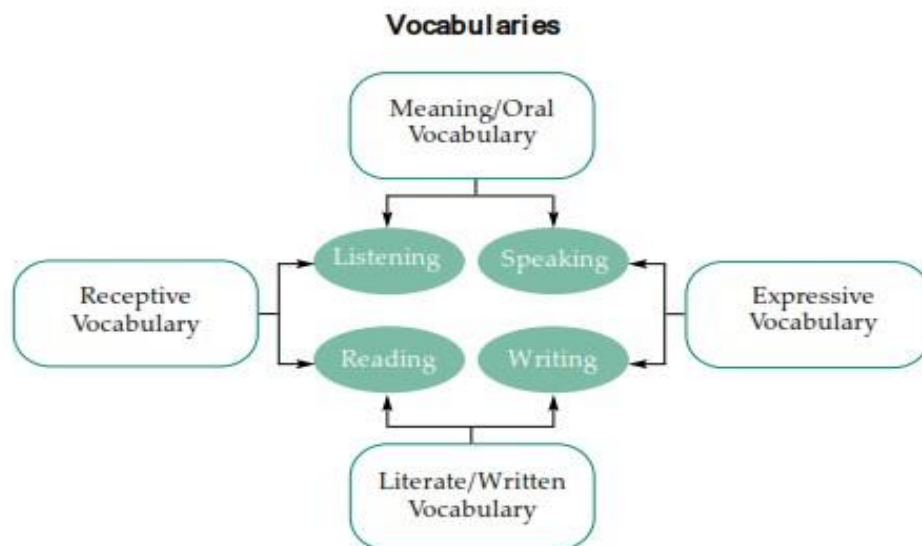 Vocabularies
Meaning/Oral
Vocabulary
Listening
Speaking
Receptive
Vocabulary
Expressive
Vocabulary
Reading
Writing
Literate/Written
Vocabulary